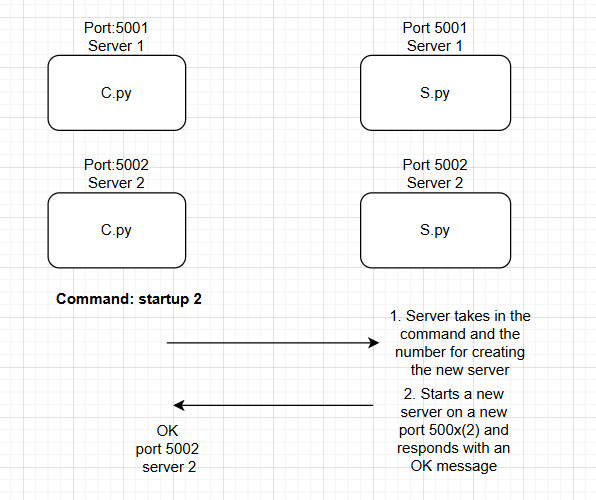 Port:5001
Server 1
C.py
Port 5001
Server 1
S.py
Port:5002
Server 2
C.py
Port 5002
Server 2
S.py
Command: startup 2
1. Server takes in the
command and the
number for creating
the new server
2. Starts a new
server on a new
port 500x(2) and
responds with an
OK message
OK
port 5002
server 2